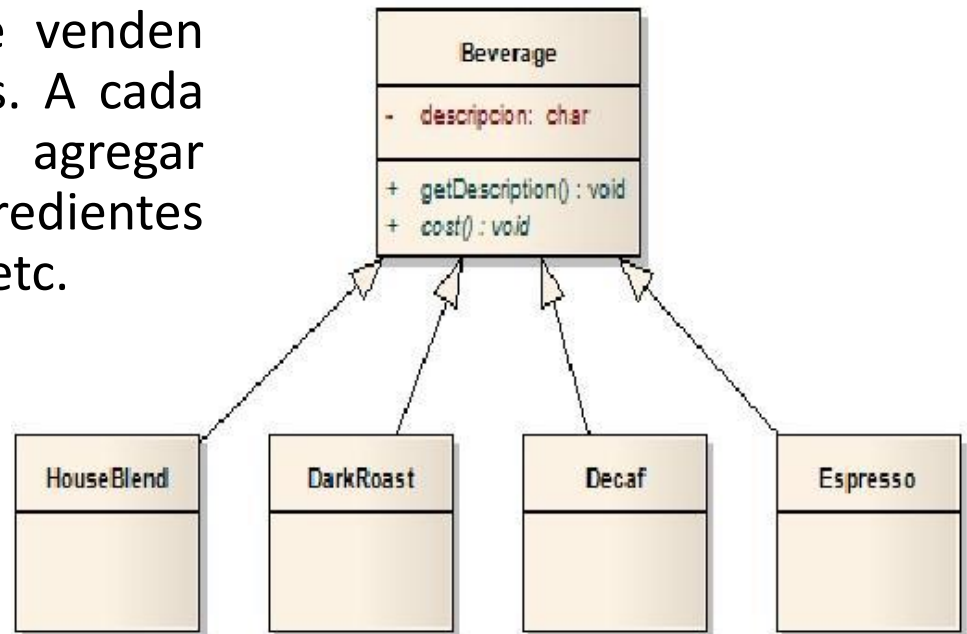 venden
s. A cada
agregar
redientes
etc.
Beverage
- descripcion: char
+ getDescription() : void
+ cost() : void
HouseBlend
DarkRoast
Decaf
Espresso